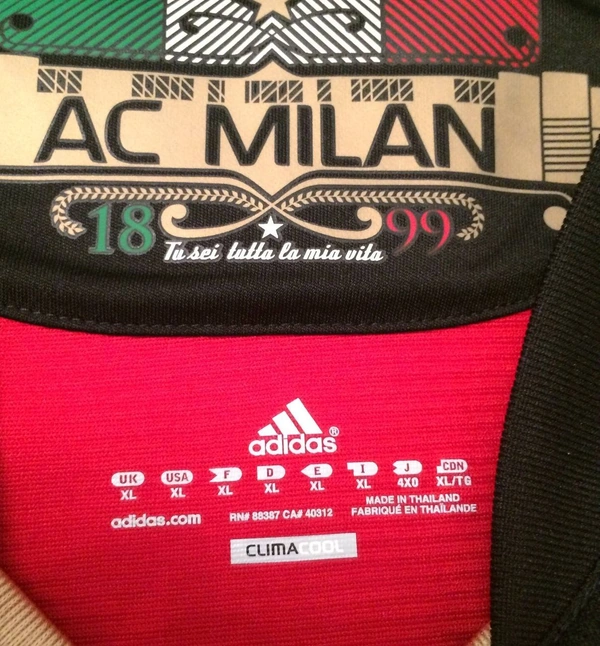 AC MILAN
18 99
Tu sei tutta la mia vita
adidas®
UK USA F D E I J CDN
XL XL XL XL XL XL 4XO XL/TG
adidas.com RN# 88387 CA# 40312 MADE IN THAILAND
FABRIQUÉ EN THAÏLANDE
CLIMACOOL